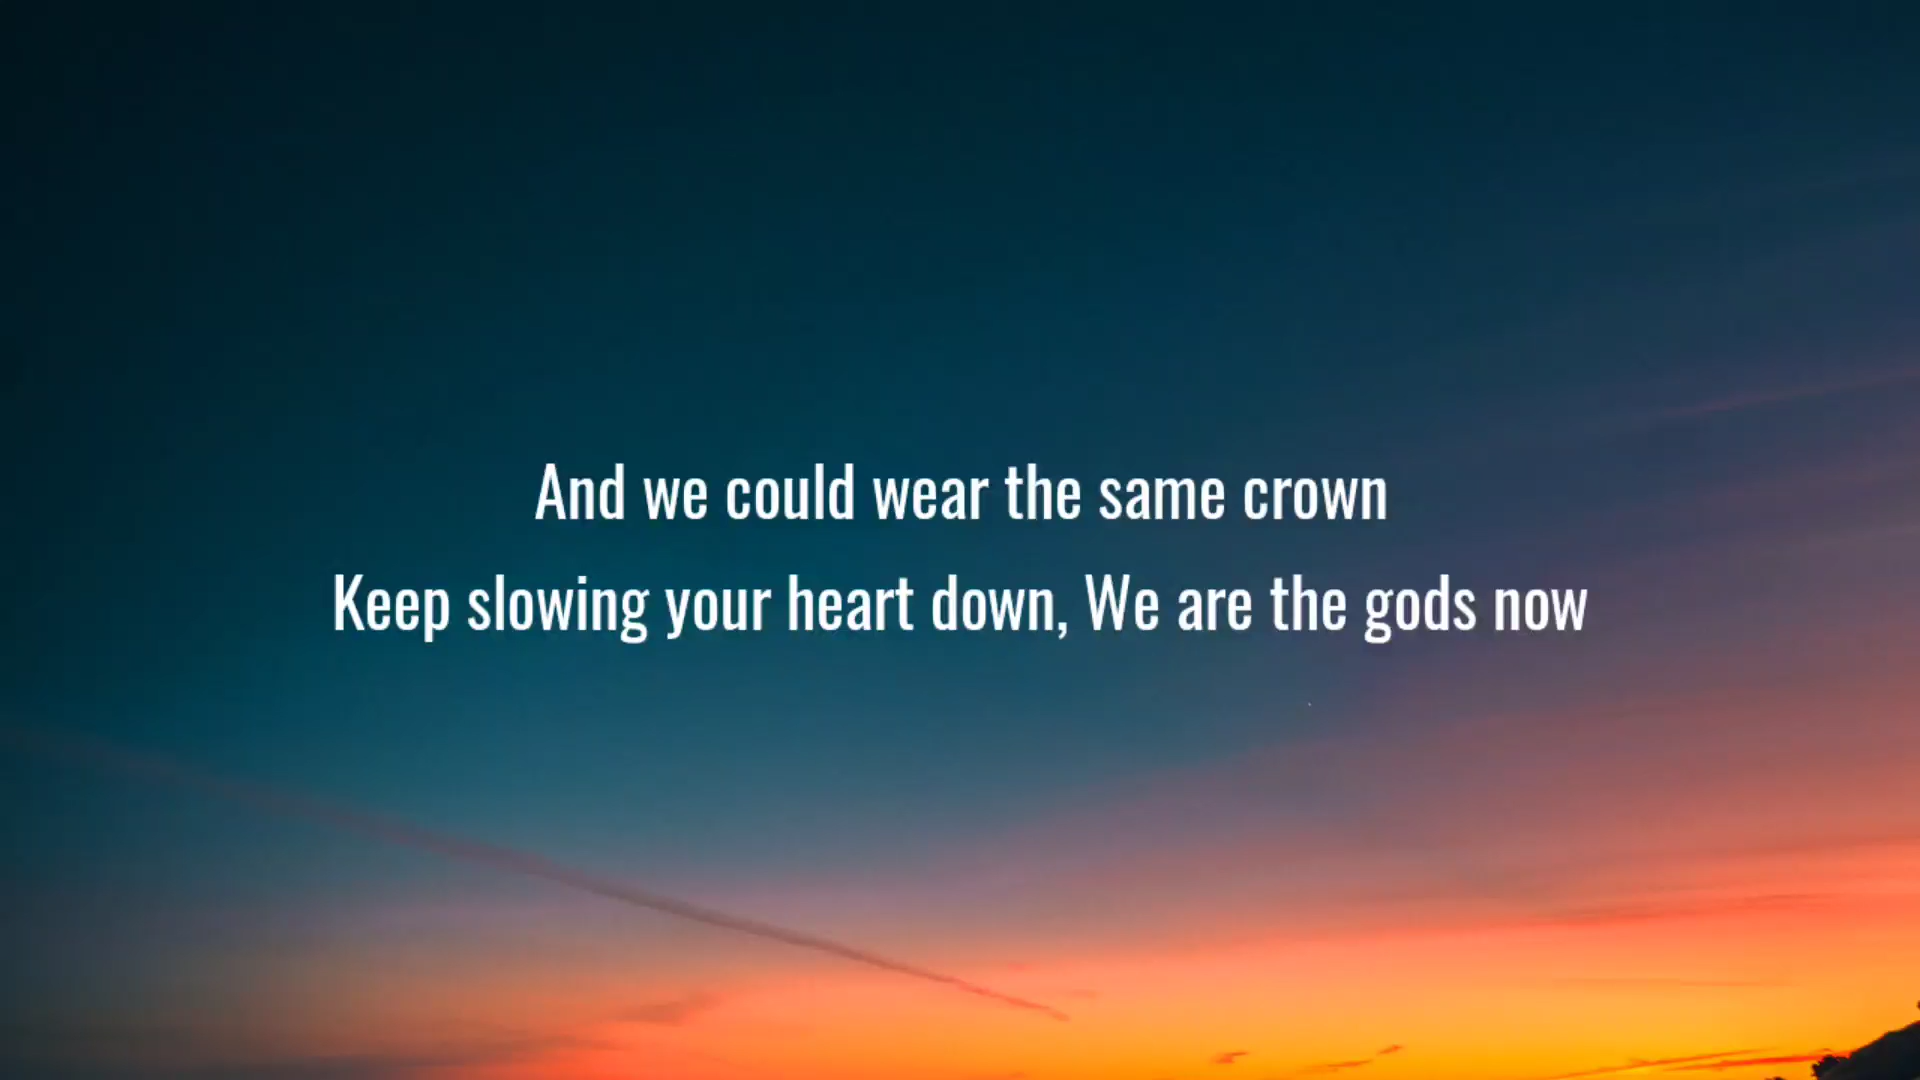 And we could wear the same crown
Keep slowing your heart down, We are the gods now